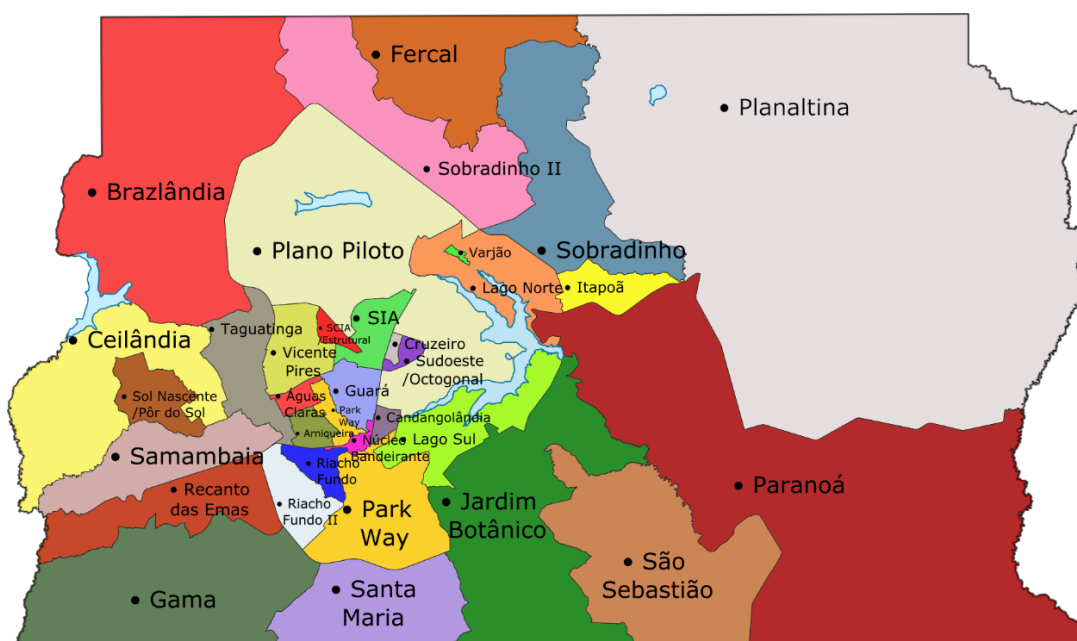 Fercal
Planaltina
Sobradinho II
Brazlândia
Plano Piloto
Sobradinho
Varjão
Lago Norte
Itapoã
SIA
Taguatinga
SCIA
/Estrutural
Ceilândia
Cruzeiro
Vicente
Pires
Sudoeste
/Octogonal
Guará
Sol Nascente
/Pôr do Sol
Águas
Claras
Park
Way
Candangolândia
Arniqueira
Núcleo
Bandeirante
Lago Sul
Samambaia
Riacho
Fundo
Recanto
das Emas
Paranoá
Riacho
Fundo II
Park
Way
Jardim
Botânico
São
Sebastião
Santa
Maria
Gama